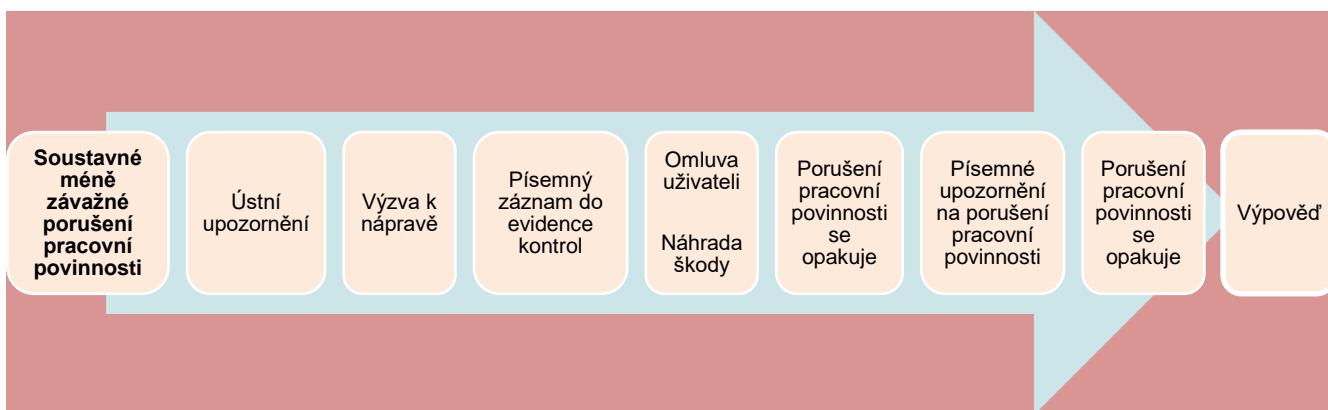 Soustavné
méně
závažné
porušení
pracovní
povinnosti
Ústní
upozornění
Výzva k
nápravě
Písemný
záznam do
evidence
kontrol
Omluva
uživateli
Náhrada
škody
Porušení
pracovní
povinnosti
se
opakuje
Písemné
upozornění
na porušení
pracovní
povinnosti
Porušení
pracovní
povinnosti
se
opakuje
Výpověď